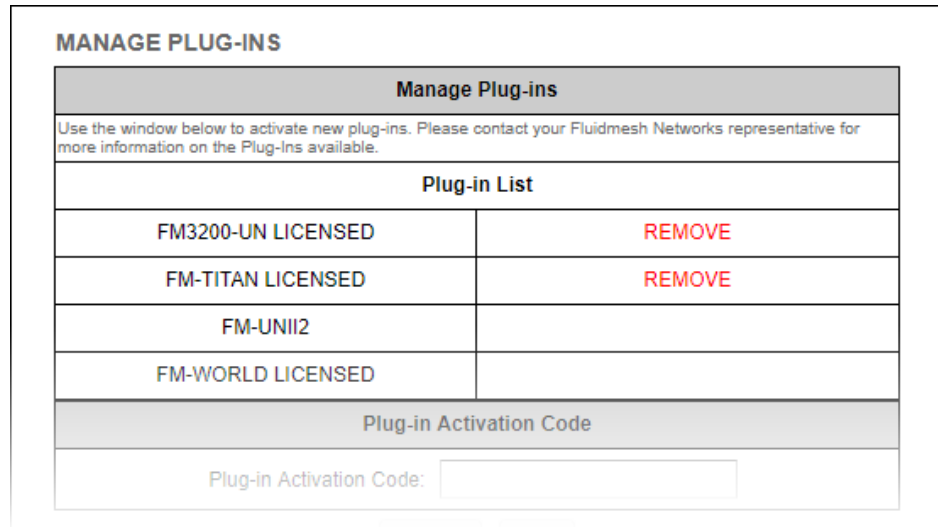 MANAGE PLUG-INS
Manage Plug-ins
Use the window below to activate new plug-ins. Please contact your Fluidmesh Networks representative for
more information on the Plug-Ins available.
Plug-in List
FM3200-UN LICENSED REMOVE
FM-TITAN LICENSED REMOVE
FM-UNII2
FM-WORLD LICENSED
Plug-in Activation Code
Plug-in Activation Code: